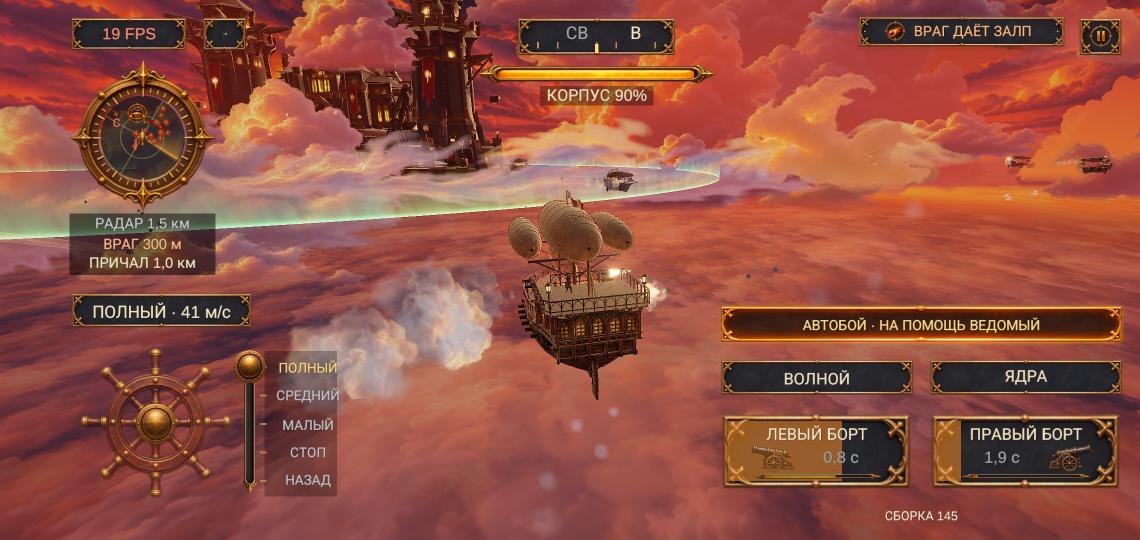 19 FPS
СВ В
ВРАГ ДАЁТ ЗАЛП
КОРПУС 90%
С
РАДАР 1,5 км
ВРАГ 300 м
ПРИЧАЛ 1,0 км
ПОЛНЫЙ · 41 м/с
ПОЛНЫЙ
СРЕДНИЙ
МАЛЫЙ
СТОП
НАЗАД
АВТОБОЙ · НА ПОМОЩЬ ВЕДОМЫЙ
ВОЛНОЙ
ЯДРА
ЛЕВЫЙ БОРТ
0,8 с
ПРАВЫЙ БОРТ
1,9 с
СБОРКА 145